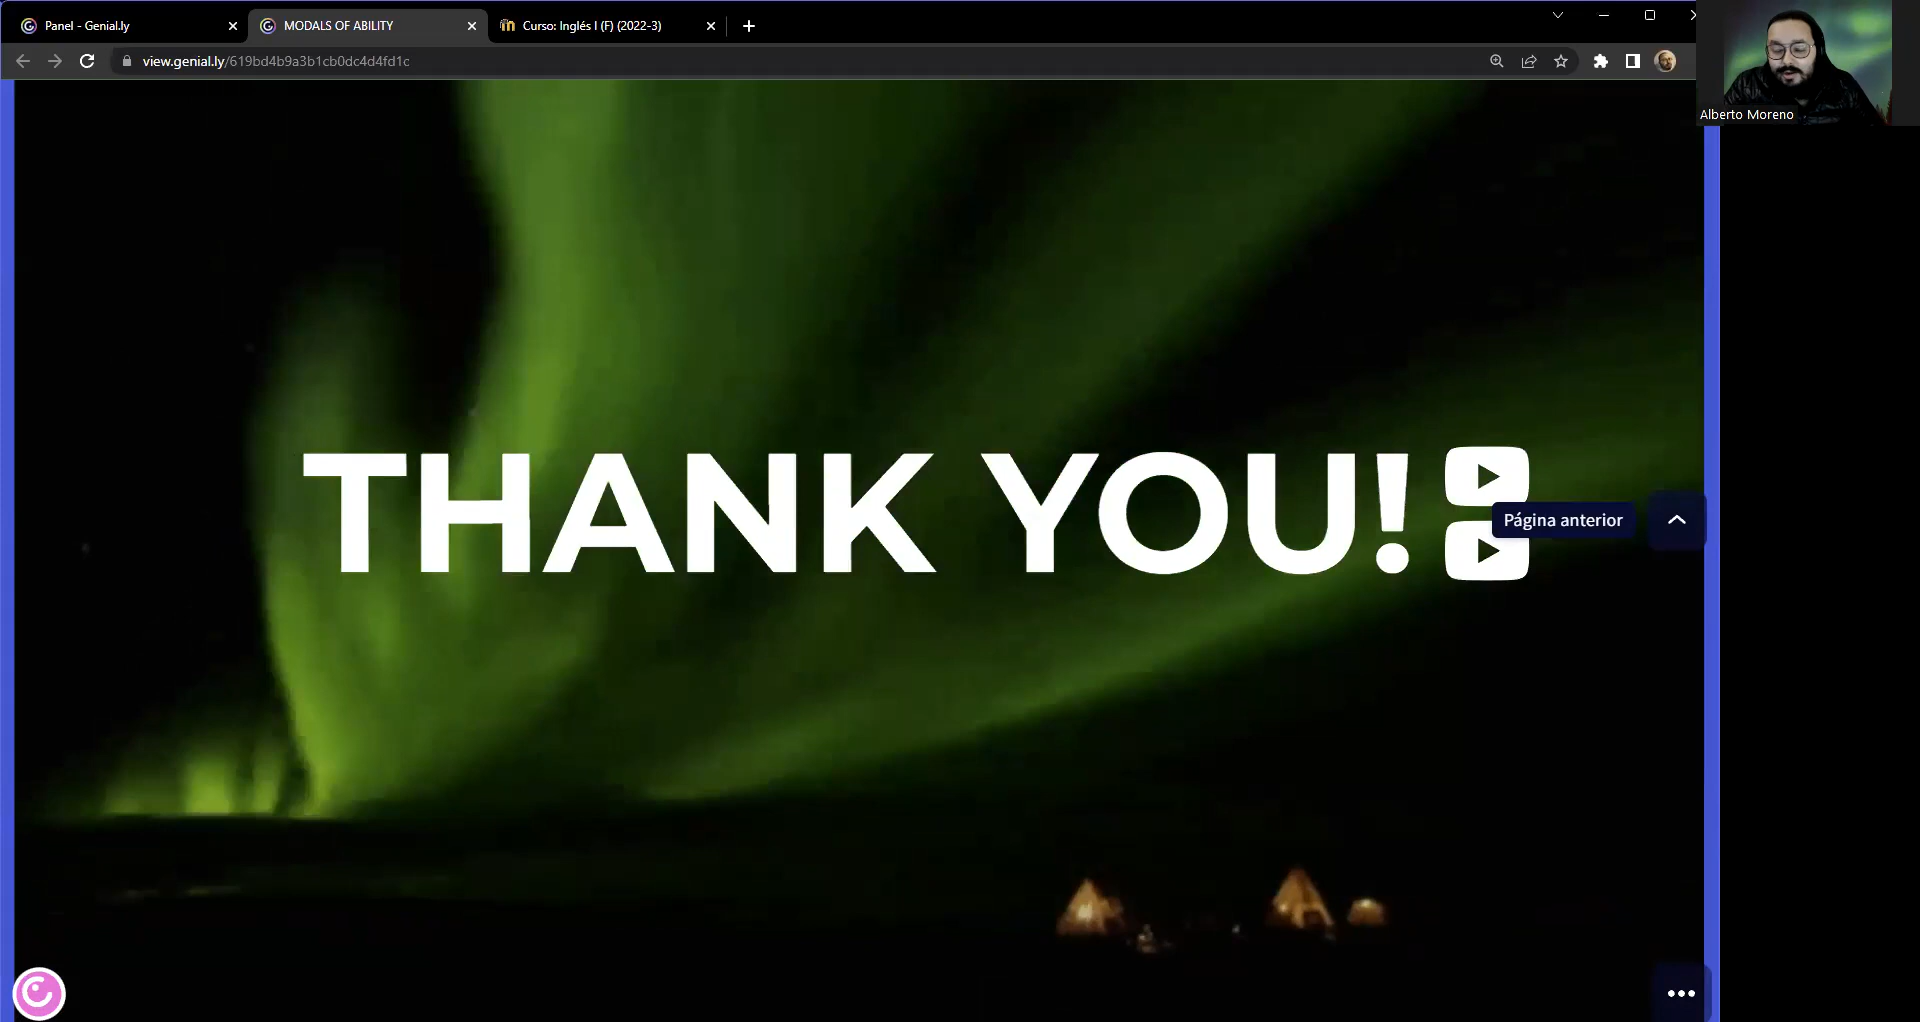 Panel - Genial.ly
MODALS OF ABILITY
Curso: Inglés I (F) (2022-3)
view.genial.ly/619bd4b9a3b1cb0dc4d4fd1c
Alberto Moreno
THANK YOU!
Página anterior